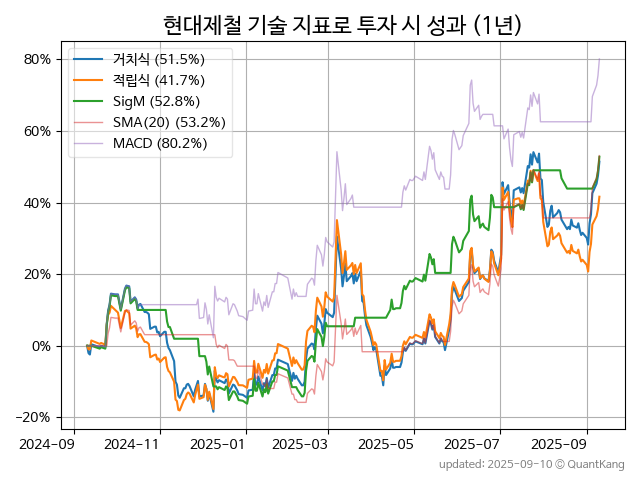 현대제철 기술 지표로 투자 시 성과 (1년)
80%
60%
40%
20%
0%
−20%
거치식 (51.5%)
적립식 (41.7%)
SigM (52.8%)
SMA(20) (53.2%)
MACD (80.2%)
2024-09 2024-11 2025-01 2025-03 2025-05 2025-07 2025-09
updated: 2025-09-10 © QuantKang